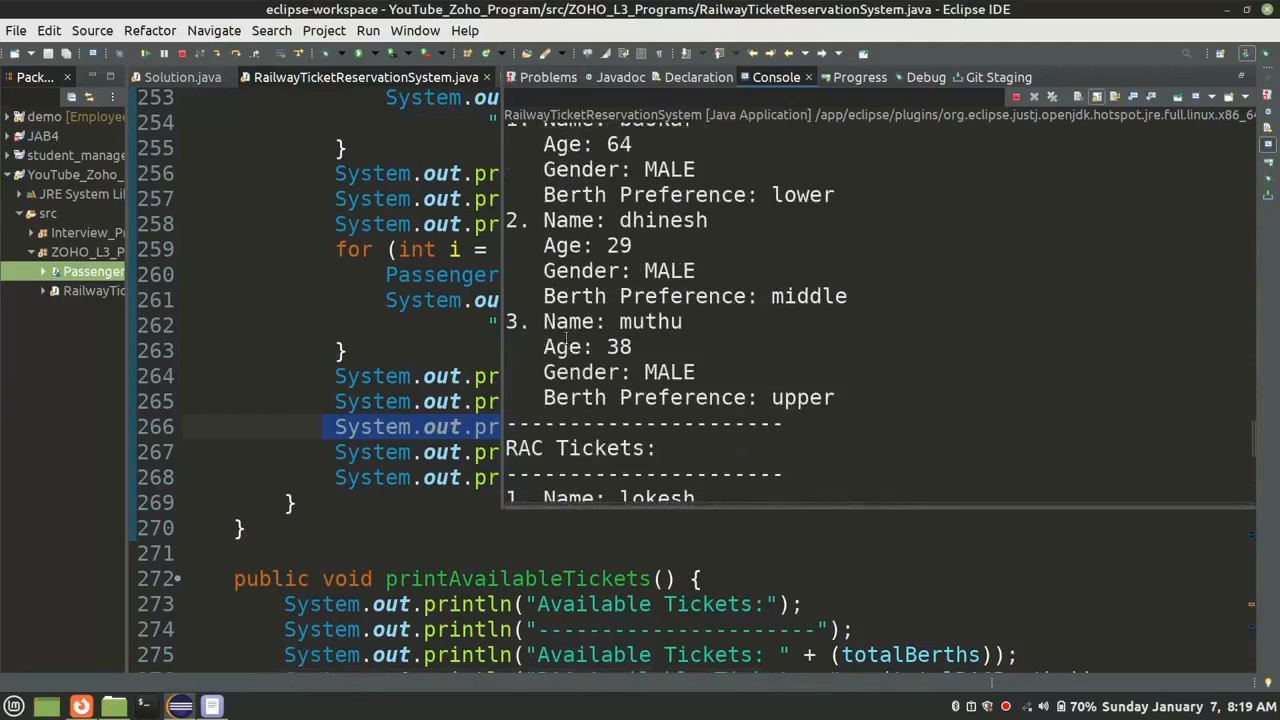 eclipse-workspace - YouTube_Zoho_Program/src/ZOHO_L3_Programs/RailwayTicketReservationSystem.java - Eclipse IDE
File Edit Source Refactor Navigate Search Project Run Window Help
Pack...
Solution.java
RailwayTicketReservationSystem.java
Problems
Javadoc
Declaration
Console
Progress
Debug
Git Staging
demo [Employee
JAB4
student_manage
YouTube_Zoho_
JRE System Lib
src
Interview_Pr
ZOHO_L3_P
Passenger
RailwayTic
253 System.ou
254 "
255 }
256 System.out.pr
257 System.out.pr
258 System.out.pr
259 for (int i =
260 Passenger
261 System.ou
262 "
263 }
264 System.out.pr
265 System.out.pr
266 System.out.pr
267 System.out.pr
268 System.out.pr
269 }
270 }
271
272 public void printAvailableTickets() {
273 System.out.println("Available Tickets:");
274 System.out.println("----------------------");
275 System.out.println("Available Tickets: " + (totalBerths));
RailwayTicketReservationSystem [Java Application] /app/eclipse/plugins/org.eclipse.justj.openjdk.hotspot.jre.full.linux.x86_64
1. Name: baskar
Age: 64
Gender: MALE
Berth Preference: lower
2. Name: dhinesh
Age: 29
Gender: MALE
Berth Preference: middle
3. Name: muthu
Age: 38
Gender: MALE
Berth Preference: upper
----------------------
RAC Tickets:
----------------------
1. Name: lokesh
70% Sunday January 7, 8:19 AM